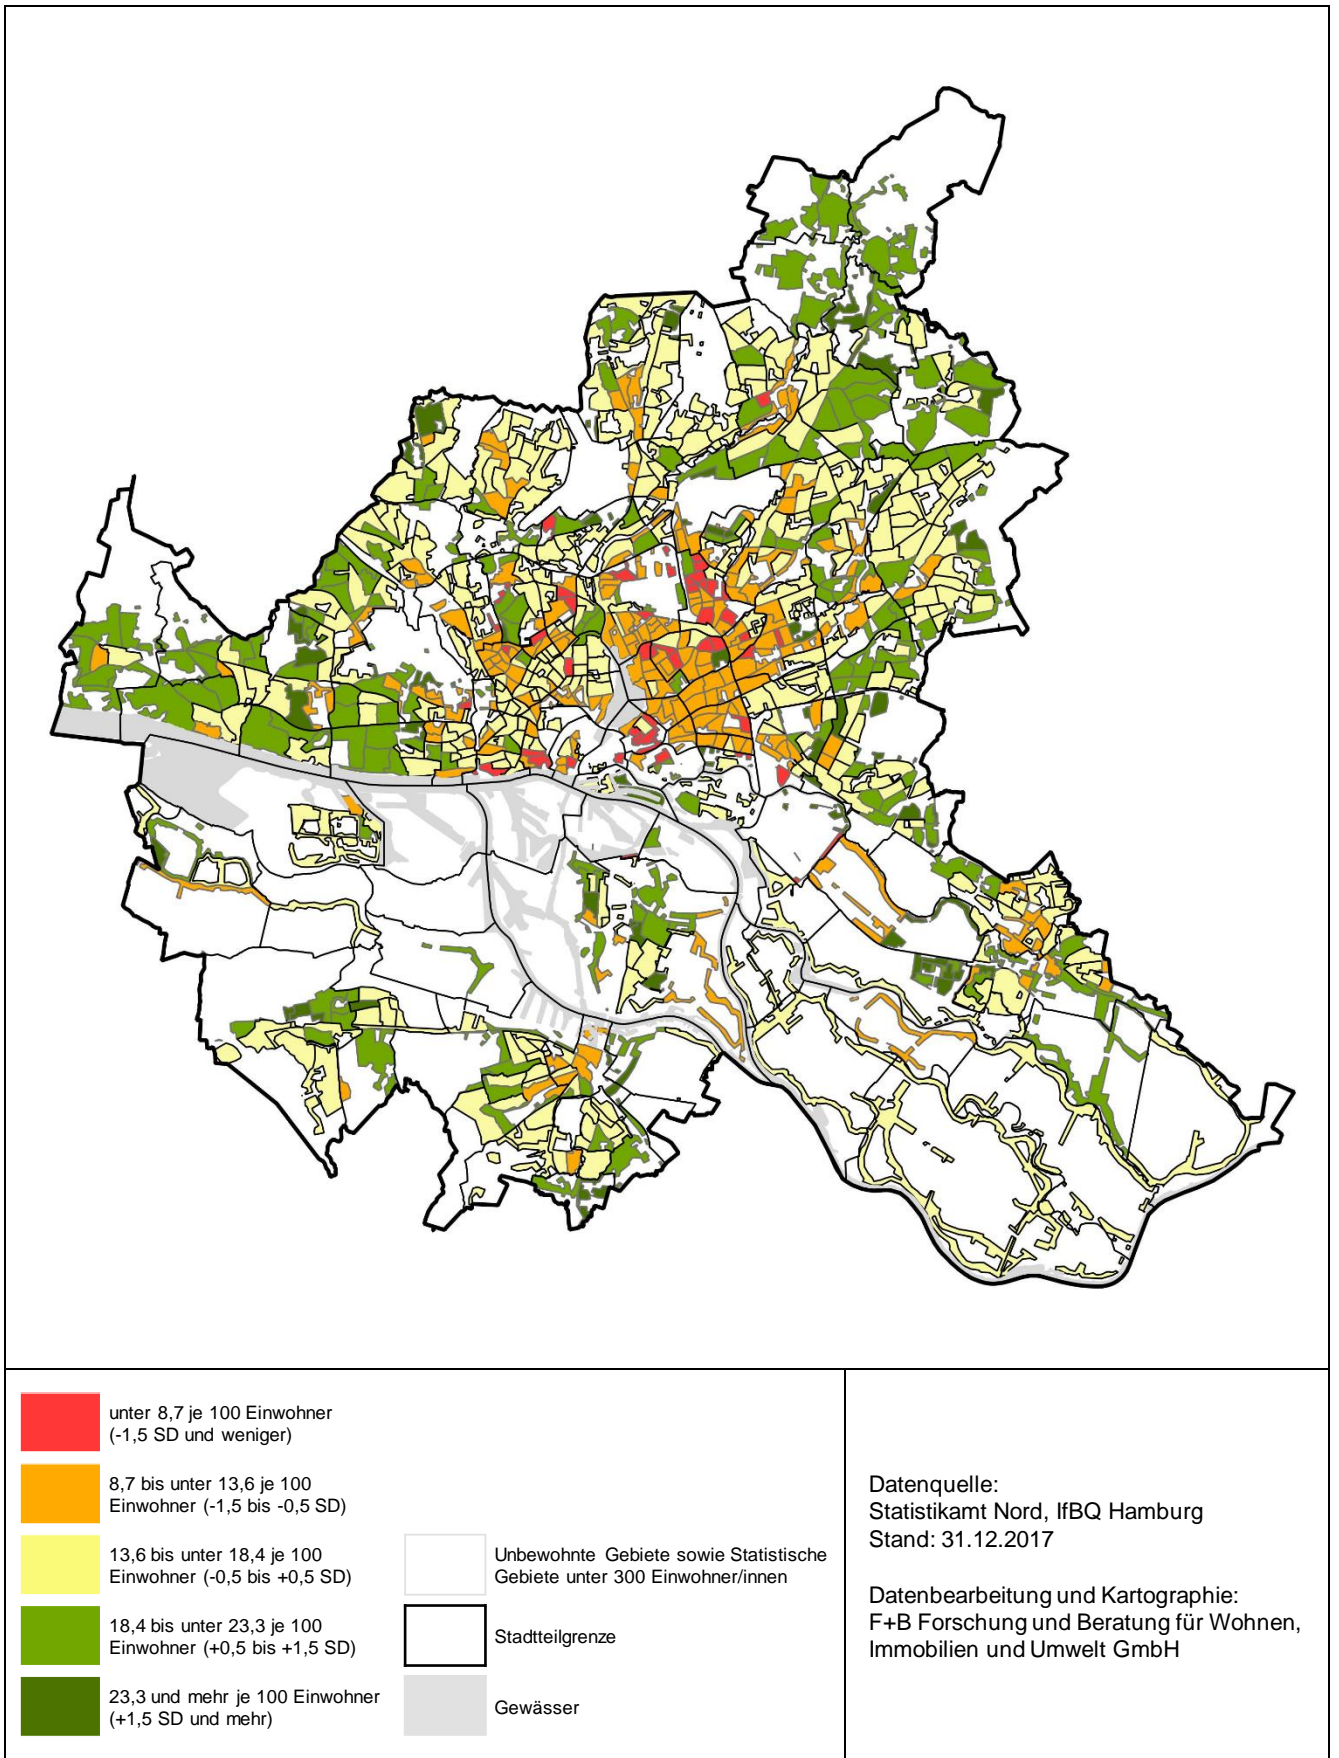 unter 8,7 je 100 Einwohner
(-1,5 SD und weniger)
8,7 bis unter 13,6 je 100
Einwohner (-1,5 bis -0,5 SD)
13,6 bis unter 18,4 je 100
Einwohner (-0,5 bis +0,5 SD)
18,4 bis unter 23,3 je 100
Einwohner (+0,5 bis +1,5 SD)
23,3 und mehr je 100 Einwohner
(+1,5 SD und mehr)
Unbewohnte Gebiete sowie Statistische
Gebiete unter 300 Einwohner/innen
Stadtteilgrenze
Gewässer
Datenquelle:
Statistikamt Nord, IfBQ Hamburg
Stand: 31.12.2017
Datenbearbeitung und Kartographie:
F+B Forschung und Beratung für Wohnen,
Immobilien und Umwelt GmbH